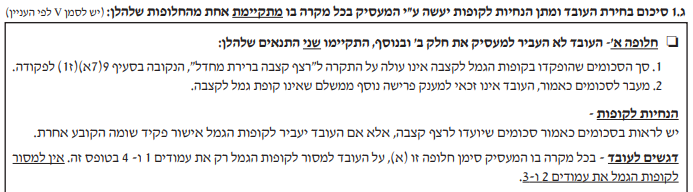 ג.1 סיכום בחירת העובד ומתן הנחיות לקופות יעשה ע"י המעסיק בכל מקרה בו מתקיימת אחת מהחלופות שלהלן: (יש לסמן V לפי העניין)
חלופה א'- העובד לא העביר למעסיק את חלק ב' ובנוסף, התקיימו שני התנאים שלהלן:
1. סך הסכומים שהופקדו בקופות הגמל לקצבה אינו עולה על התקרה ל"רצף קצבה ברירת מחדל", הנקובה בסעיף 9(7א)(ז1) לפקודה.
2. מעבר לסכומים כאמור, העובד אינו זכאי למענק פרישה נוסף ממשלם שאינו קופת גמל לקצבה.
הנחיות לקופות -
יש לראות בסכומים כאמור סכומים שיועדו לרצף קצבה, אלא אם העובד יעביר לקופות הגמל אישור פקיד שומה הקובע אחרת.
דגשים לעובד - בכל מקרה בו המעסיק סימן חלופה זו (א), על העובד למסור לקופות הגמל רק את עמודים 1 ו- 4 בטופס זה. אין למסור
לקופות הגמל את עמודים 2 ו-3.